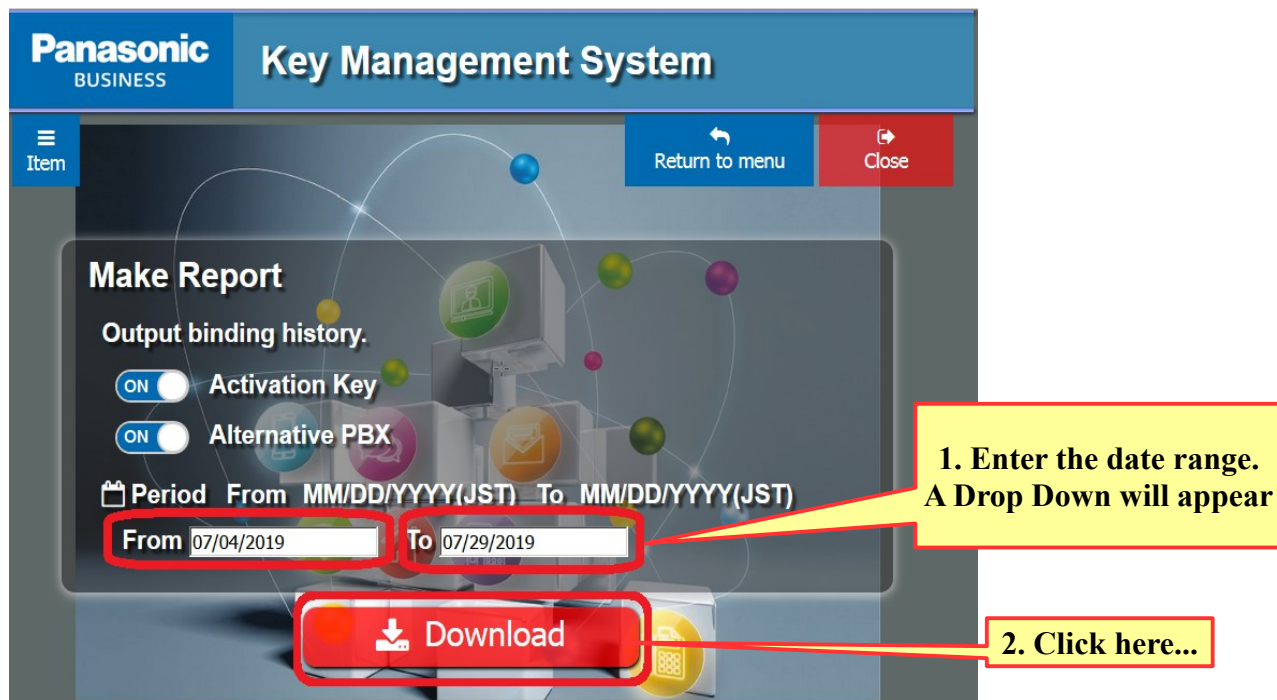 Panasonic
BUSINESS
Key Management System
Item
Return to menu
Close
Make Report
Output binding history.
ON Activation Key
ON Alternative PBX
Period From MM/DD/YYYY(JST) To MM/DD/YYYY(JST)
From 07/04/2019 To 07/29/2019
1. Enter the date range.
A Drop Down will appear
Download
2. Click here...